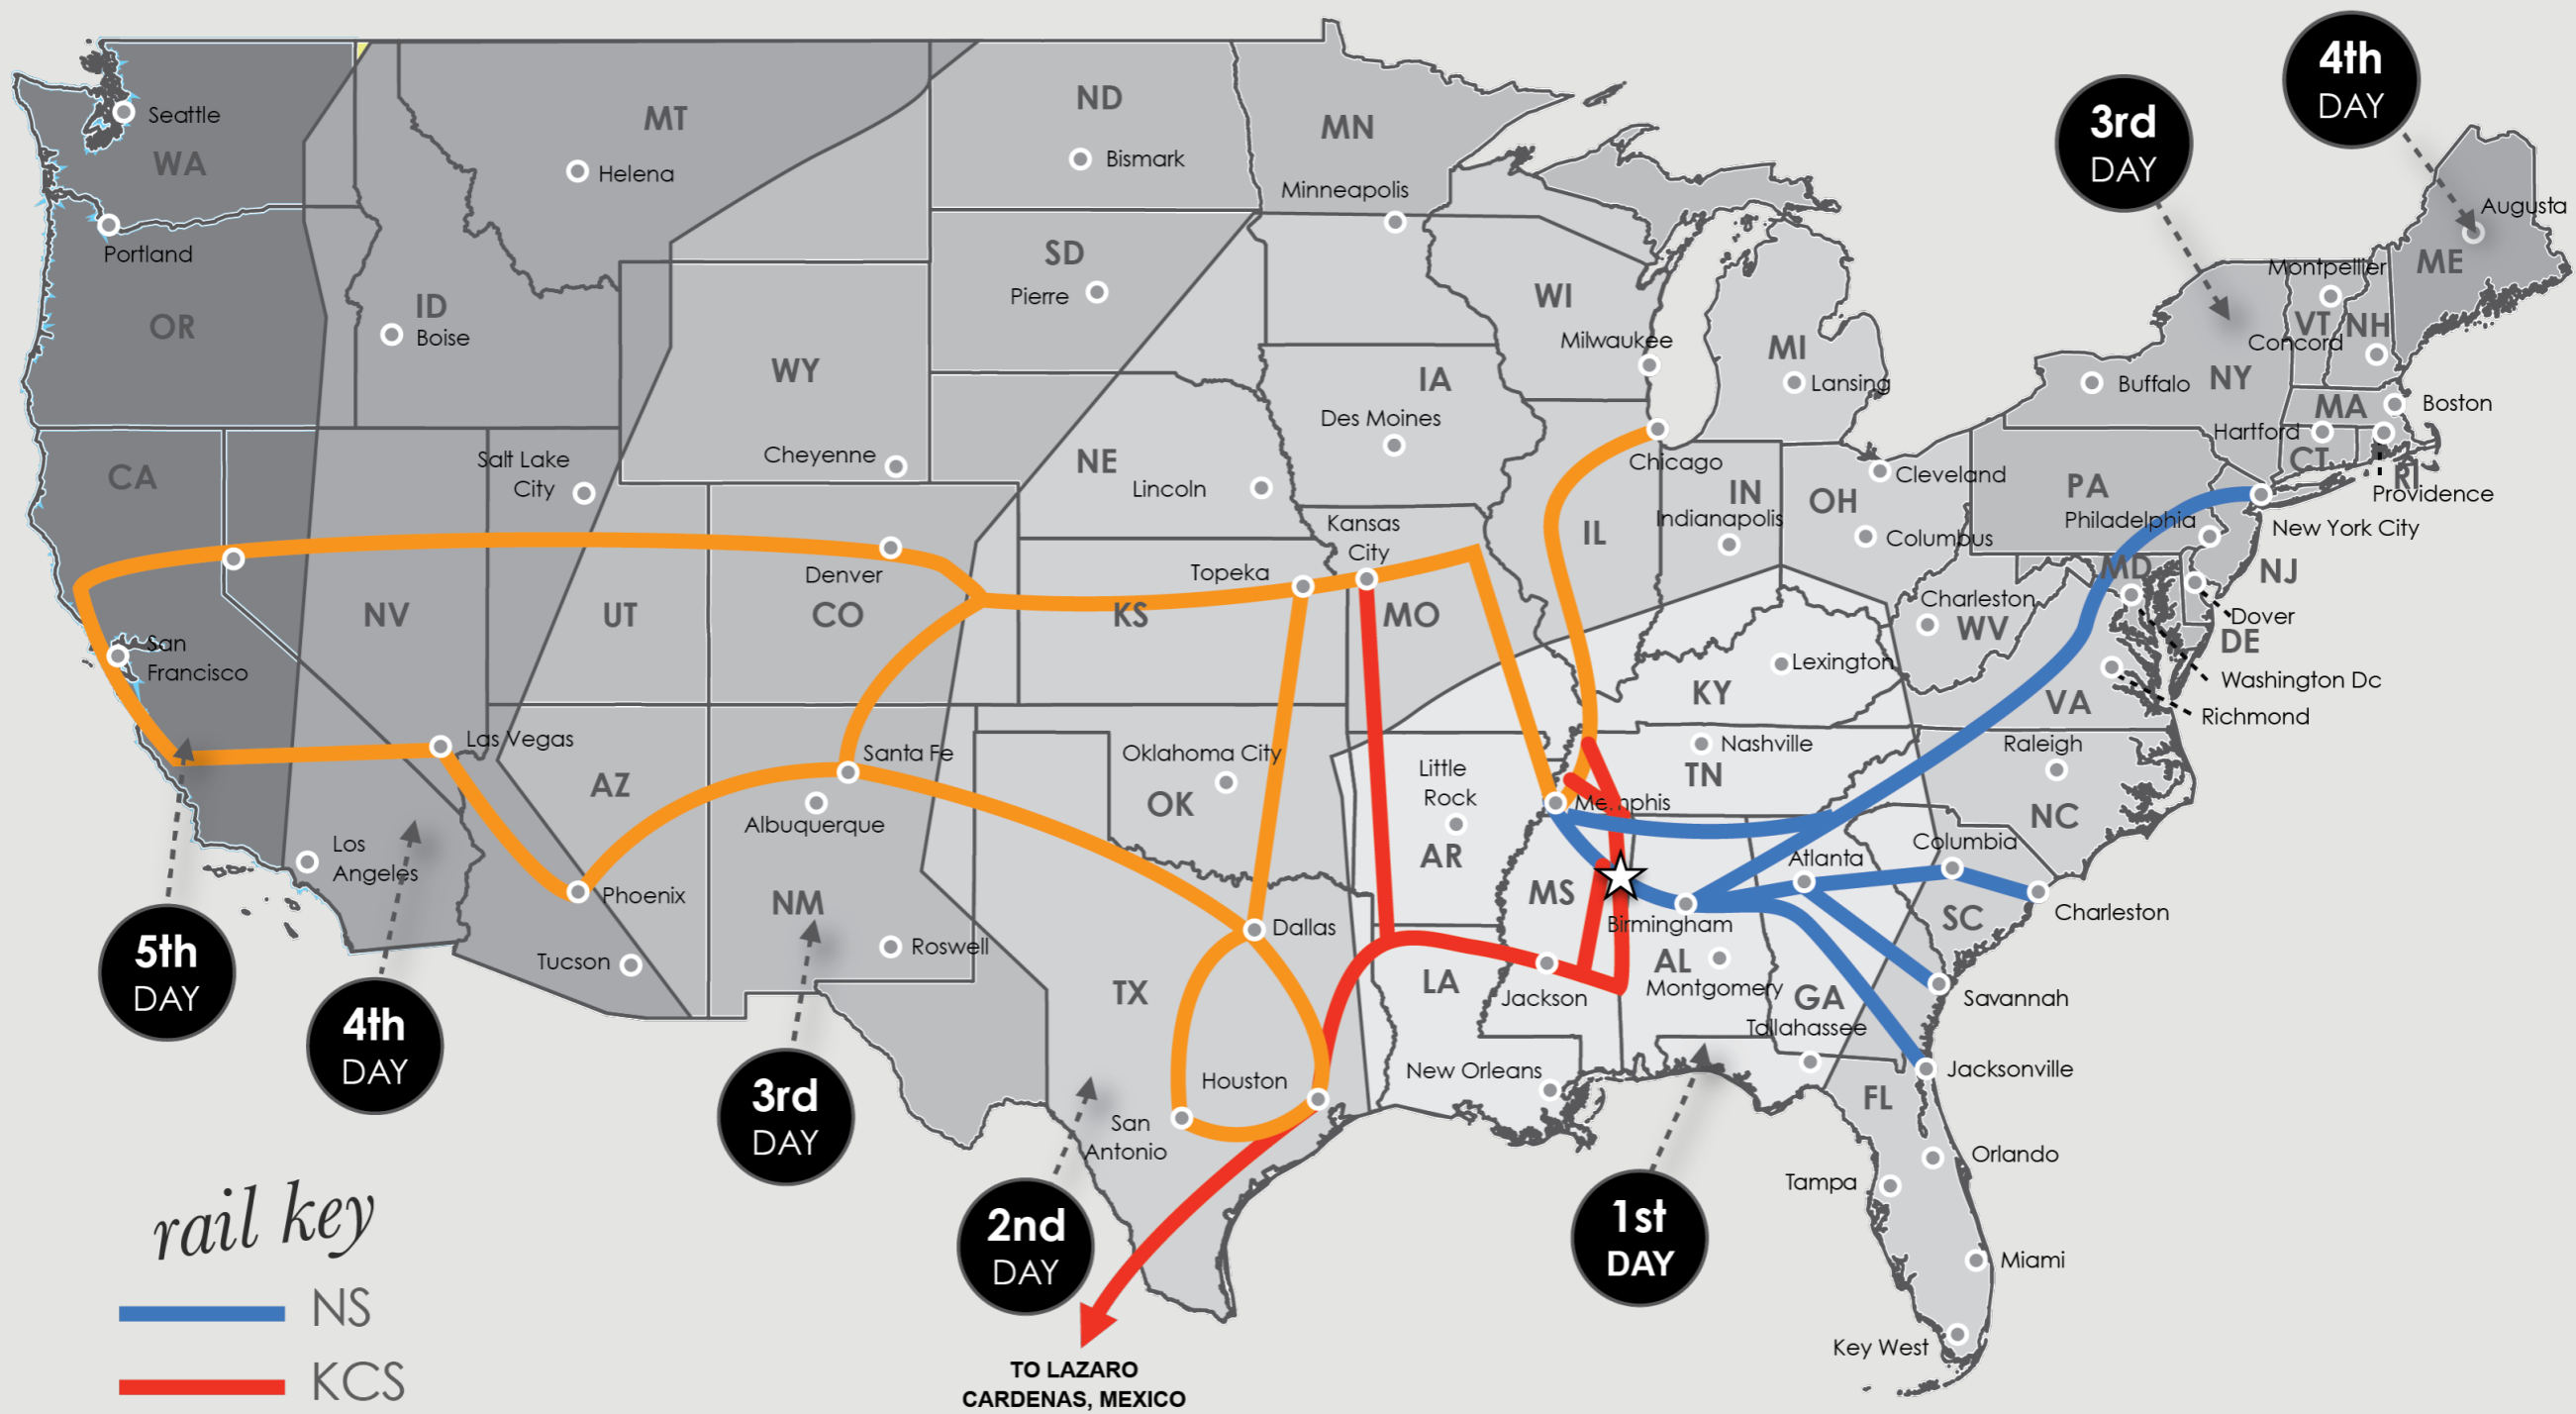 4th
DAY
3rd
DAY
Seattle
WA
MT
ND
MN
Helena
Bismark
Minneapolis
Augusta
ME
Portland
OR
ID
Boise
SD
Pierre
WI
Milwaukee
MI
Lansing
Montpellier
VT
NH
Concord
Buffalo
NY
WY
IA
Des Moines
MA
Boston
Hartford
CT
RI
Providence
CA
Salt Lake
City
Cheyenne
NE
Lincoln
Kansas
City
Chicago
IN
Indianapolis
IL
Cleveland
OH
Columbus
PA
Philadelphia
New York City
Denver
CO
Topeka
KS
MO
MD
NJ
Dover
DE
Washington Dc
Richmond
San
Francisco
NV
UT
Charleston
WV
Lexington
KY
VA
Las Vegas
AZ
Santa Fe
Albuquerque
Oklahoma City
OK
Little
Rock
AR
Memphis
Nashville
TN
Raleigh
NC
Los
Angeles
Phoenix
NM
Roswell
Tucson
Dallas
TX
MS
Birmingham
Atlanta
Columbia
SC
Charleston
LA
Jackson
AL
Montgomery
GA
Savannah
Tallahassee
Jacksonville
5th
DAY
4th
DAY
3rd
DAY
Houston
San
Antonio
New Orleans
FL
Orlando
Tampa
Miami
Key West
2nd
DAY
1st
DAY
rail key
NS
KCS
TO LAZARO
CARDENAS, MEXICO